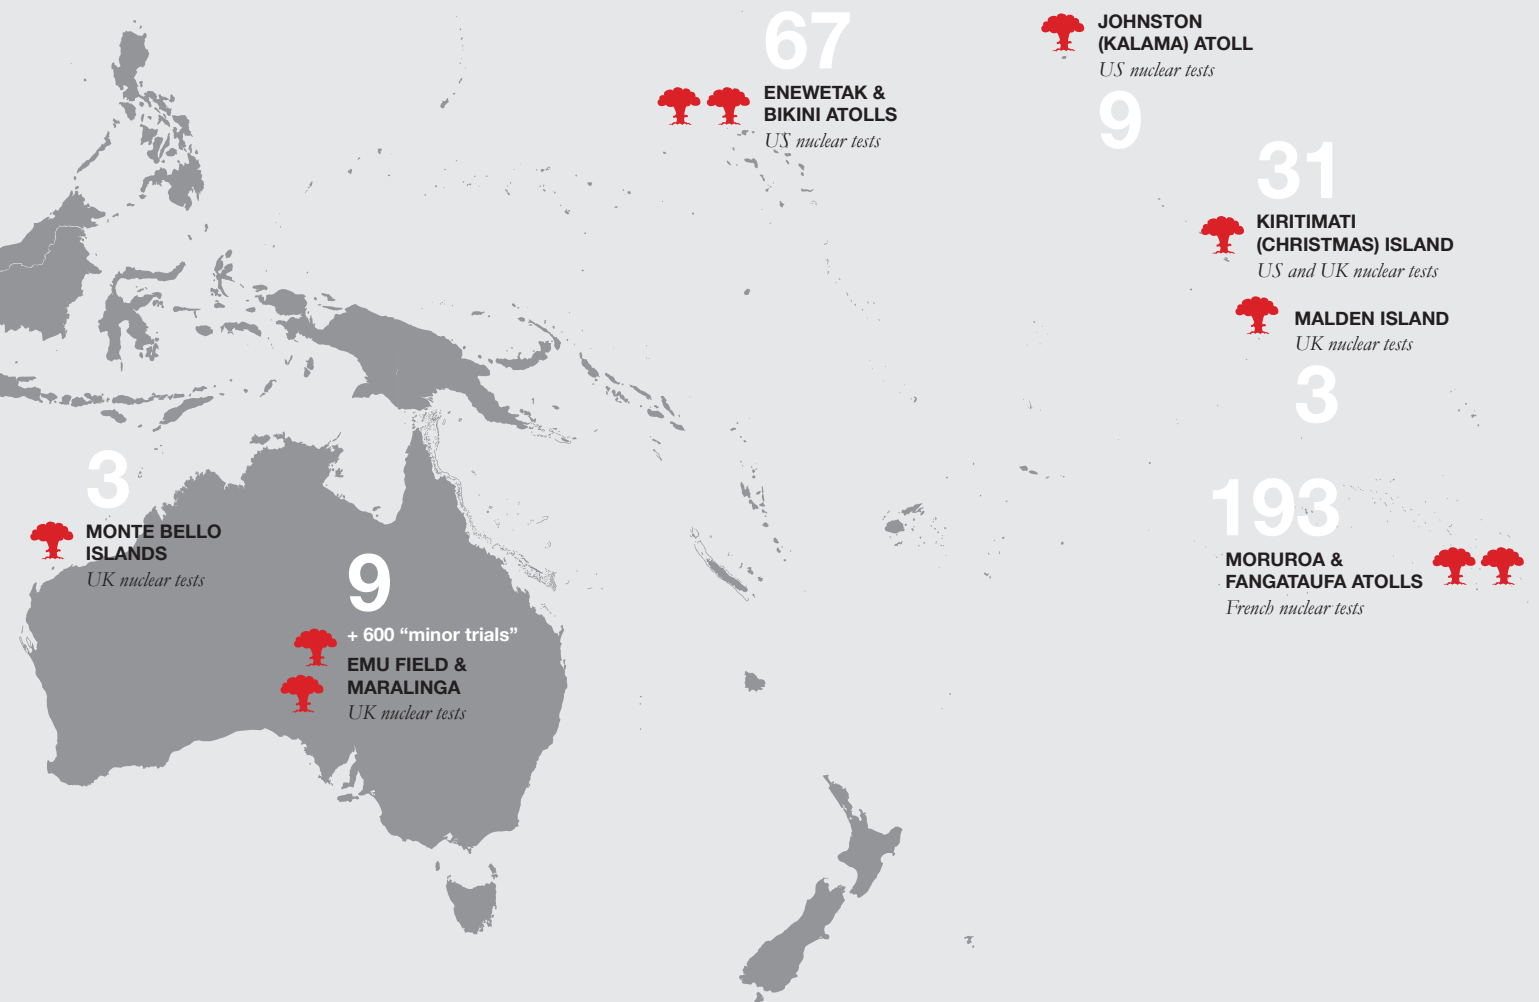 67
ENEWETAK &
BIKINI ATOLLS
US nuclear tests
JOHNSTON
(KALAMA) ATOLL
US nuclear tests
9
31
KIRITIMATI
(CHRISTMAS) ISLAND
US and UK nuclear tests
MALDEN ISLAND
UK nuclear tests
3
3
MONTE BELLO
ISLANDS
UK nuclear tests
9
+ 600 “minor trials”
EMU FIELD &
MARALINGA
UK nuclear tests
193
MORUROA &
FANGATAUFA ATOLLS
French nuclear tests